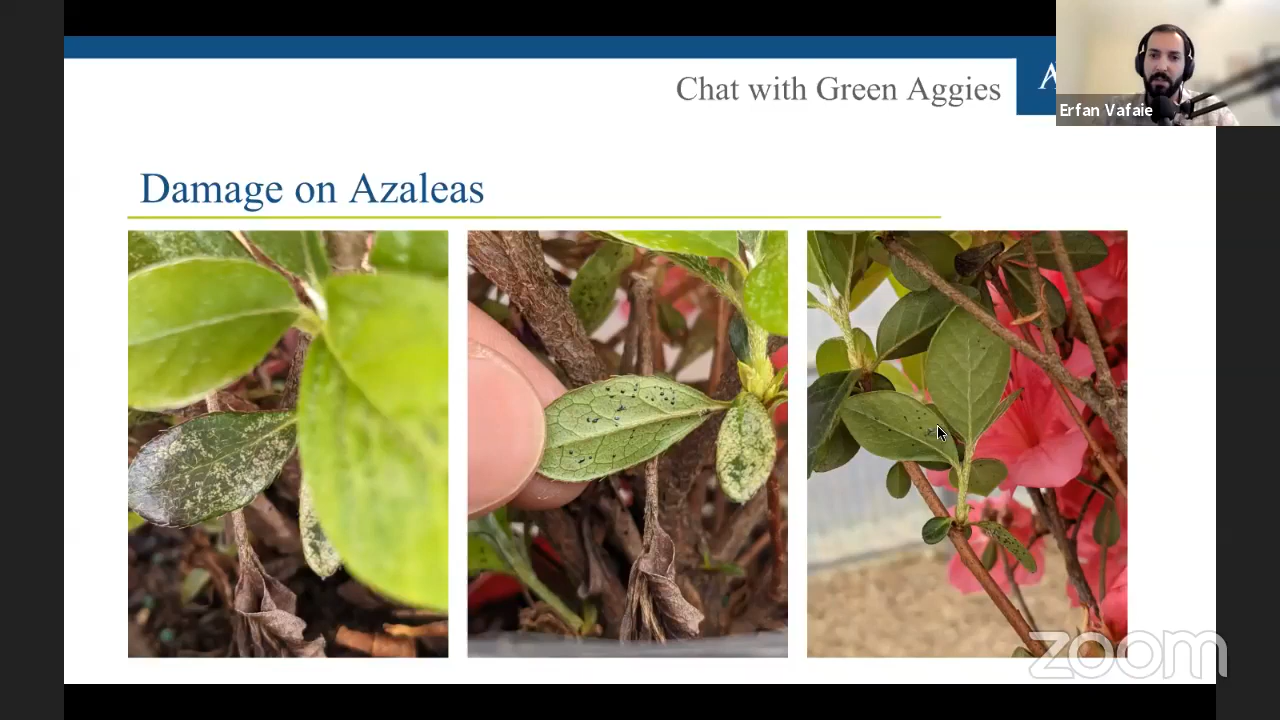 Chat with Green Aggies
A
Erfan Vafaie
Damage on Azaleas
zoom